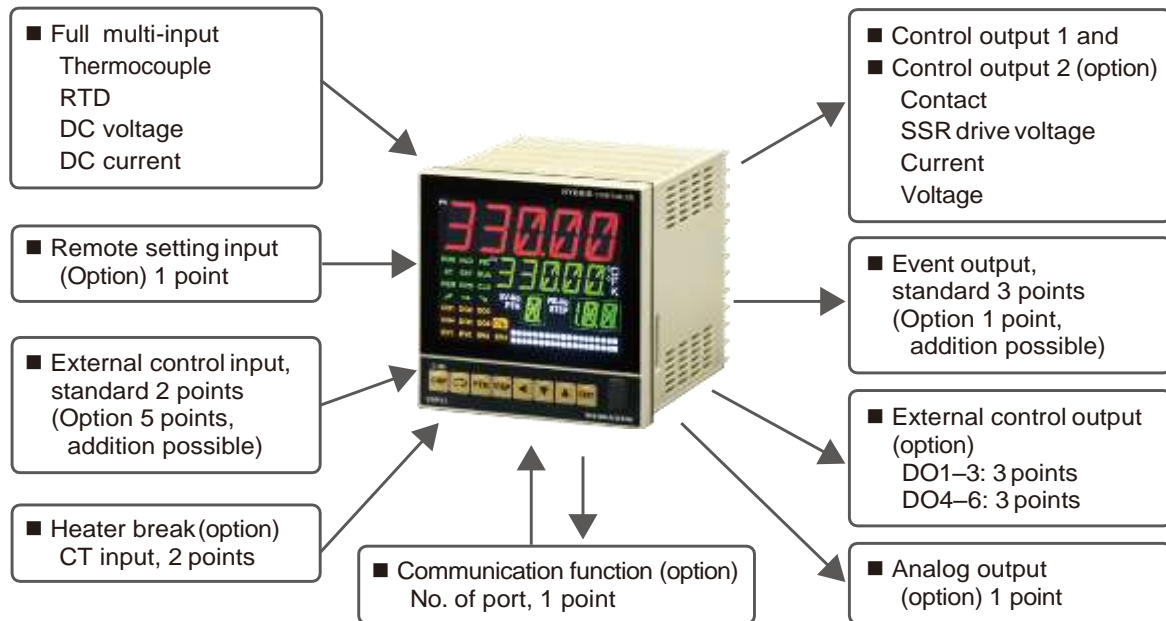 ■ Full multi-input
Thermocouple
RTD
DC voltage
DC current
■ Remote setting input
(Option) 1 point
■ External control input,
standard 2 points
(Option 5 points,
addition possible)
■ Heater break (option)
CT input, 2 points
330.00
330.00
■ Communication function (option)
No. of port, 1 point
■ Control output 1 and
■ Control output 2 (option)
Contact
SSR drive voltage
Current
Voltage
■ Event output,
standard 3 points
(Option 1 point,
addition possible)
■ External control output
(option)
DO1–3: 3 points
DO4–6: 3 points
■ Analog output
(option) 1 point